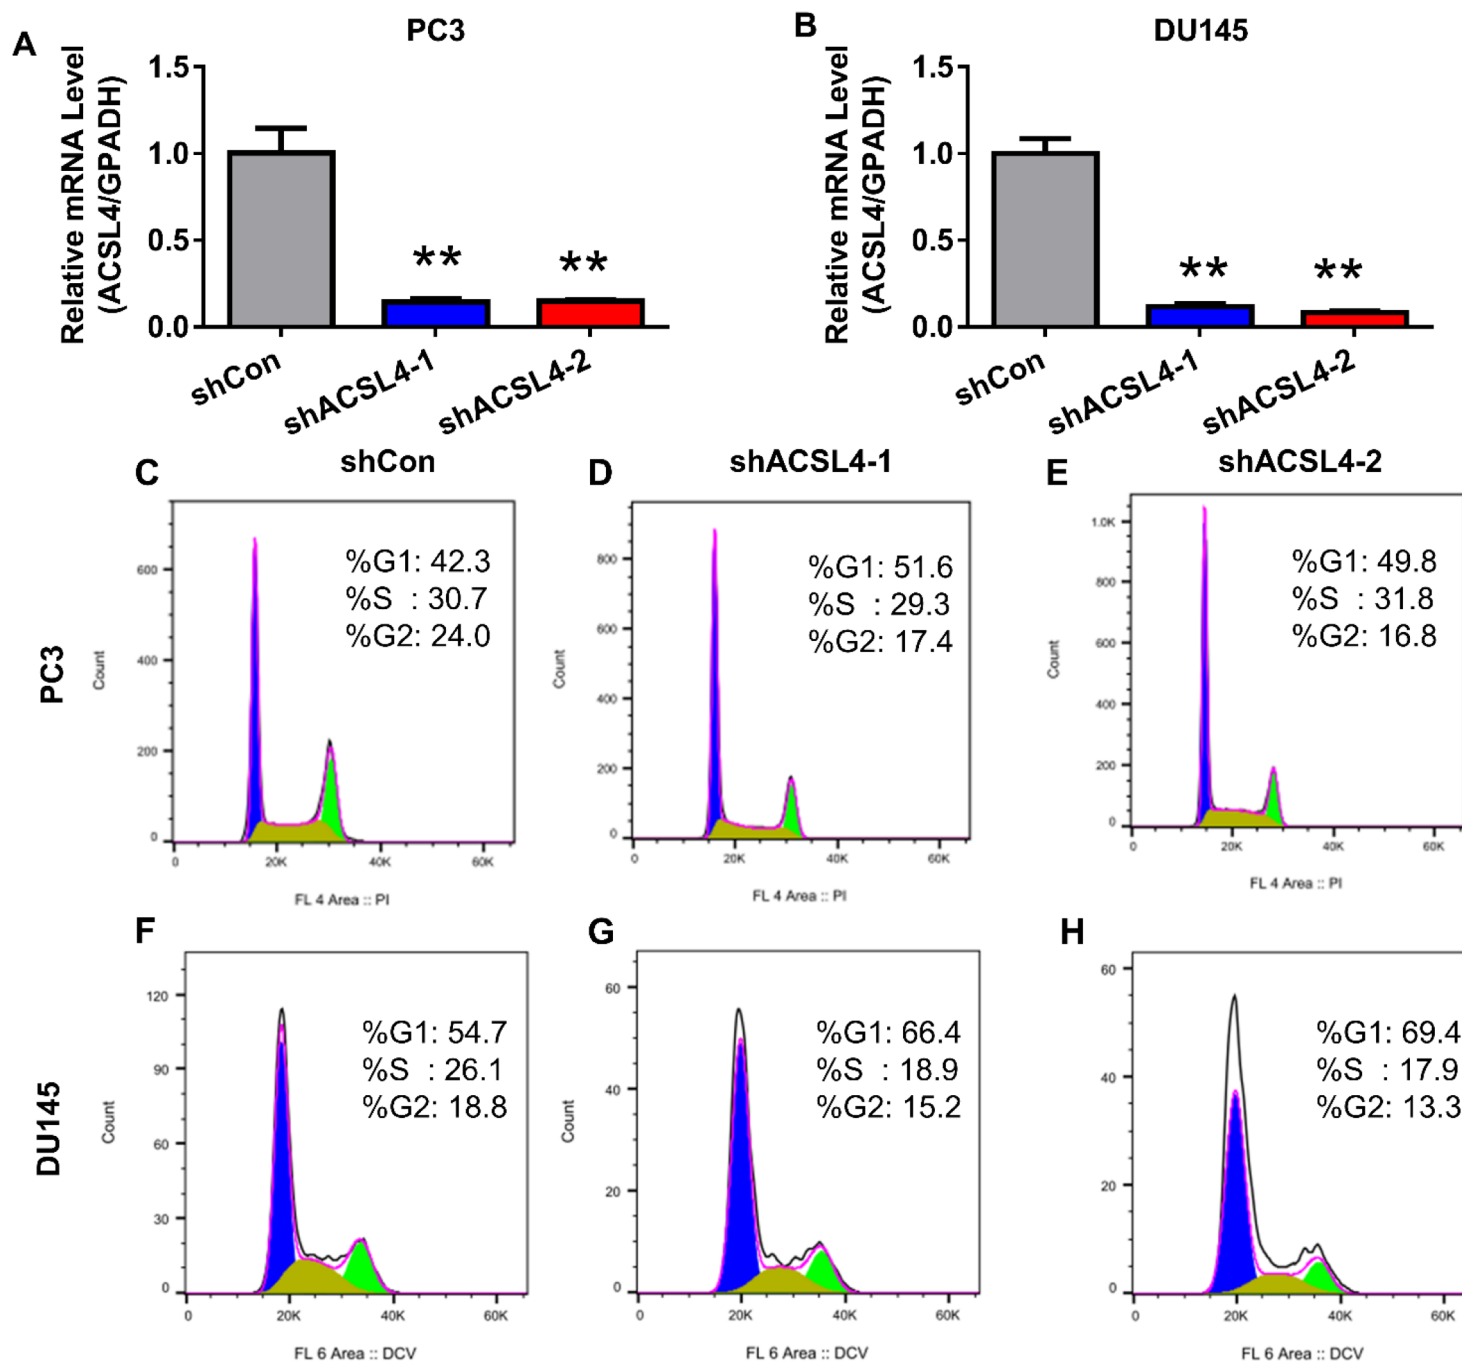 A
PC3
B
DU145
Relative mRNA Level
(ACSL4/GPADH)
1.5
1.0
0.5
0.0
**
**
shCon
shACSL4-1
shACSL4-2
Relative mRNA Level
(ACSL4/GPADH)
1.5
1.0
0.5
0.0
**
**
shCon
shACSL4-1
shACSL4-2
shCon
shACSL4-1
shACSL4-2
PC3
C
%G1: 42.3
%S : 30.7
%G2: 24.0
Count
600
400
200
0
0
20K
40K
60K
FL 4 Area :: PI
D
%G1: 51.6
%S : 29.3
%G2: 17.4
Count
800
600
400
200
0
0
20K
40K
60K
FL 4 Area :: PI
E
%G1: 49.8
%S : 31.8
%G2: 16.8
Count
1.0K
800
600
400
200
0
0
20K
40K
60K
FL 4 Area :: PI
DU145
F
%G1: 54.7
%S : 26.1
%G2: 18.8
Count
120
90
60
30
0
0
20K
40K
60K
FL 6 Area :: DCV
G
%G1: 66.4
%S : 18.9
%G2: 15.2
Count
60
40
20
0
0
20K
40K
60K
FL 6 Area :: DCV
H
%G1: 69.4
%S : 17.9
%G2: 13.3
60
40
20
0
0
20K
40K
60K
FL 6 Area :: DCV